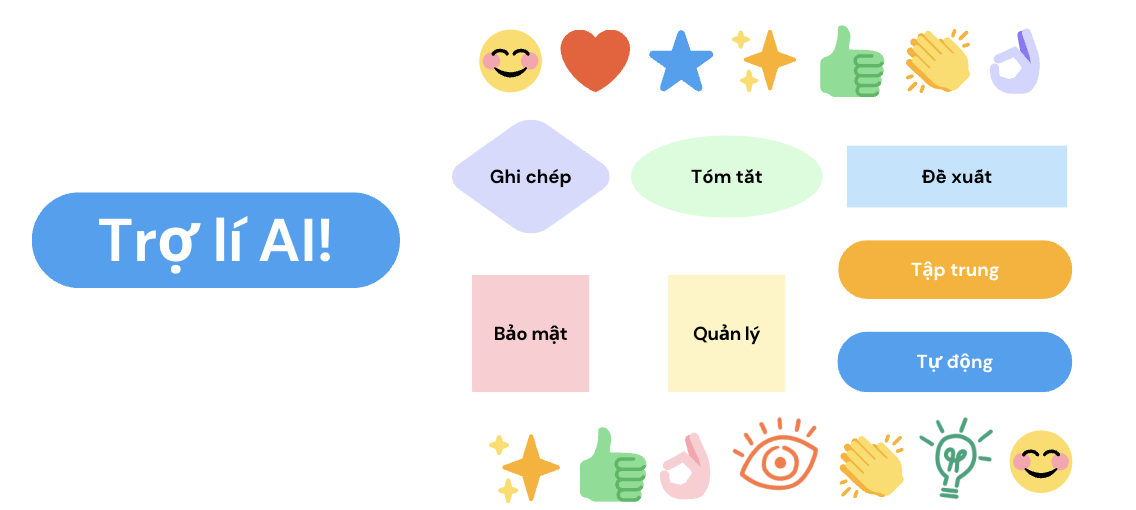 Trợ lí AI!
Ghi chép
Tóm tắt
Đề xuất
Tập trung
Bảo mật
Quản lý
Tự động